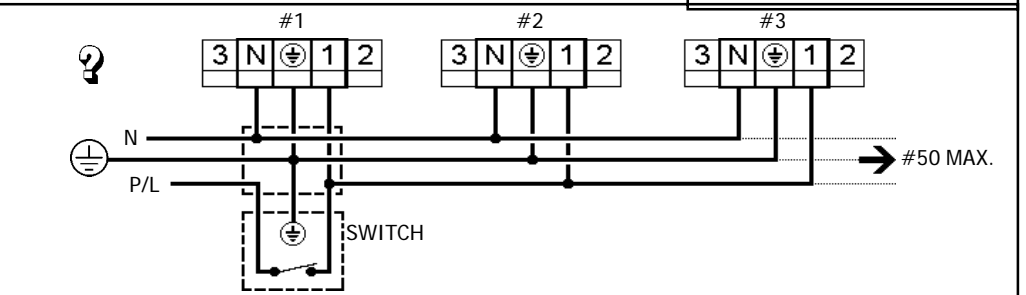 #1 #2 #3
3 N 1 2 3 N 1 2 3 N 1 2
?
N
#50 MAX.
P/L
SWITCH